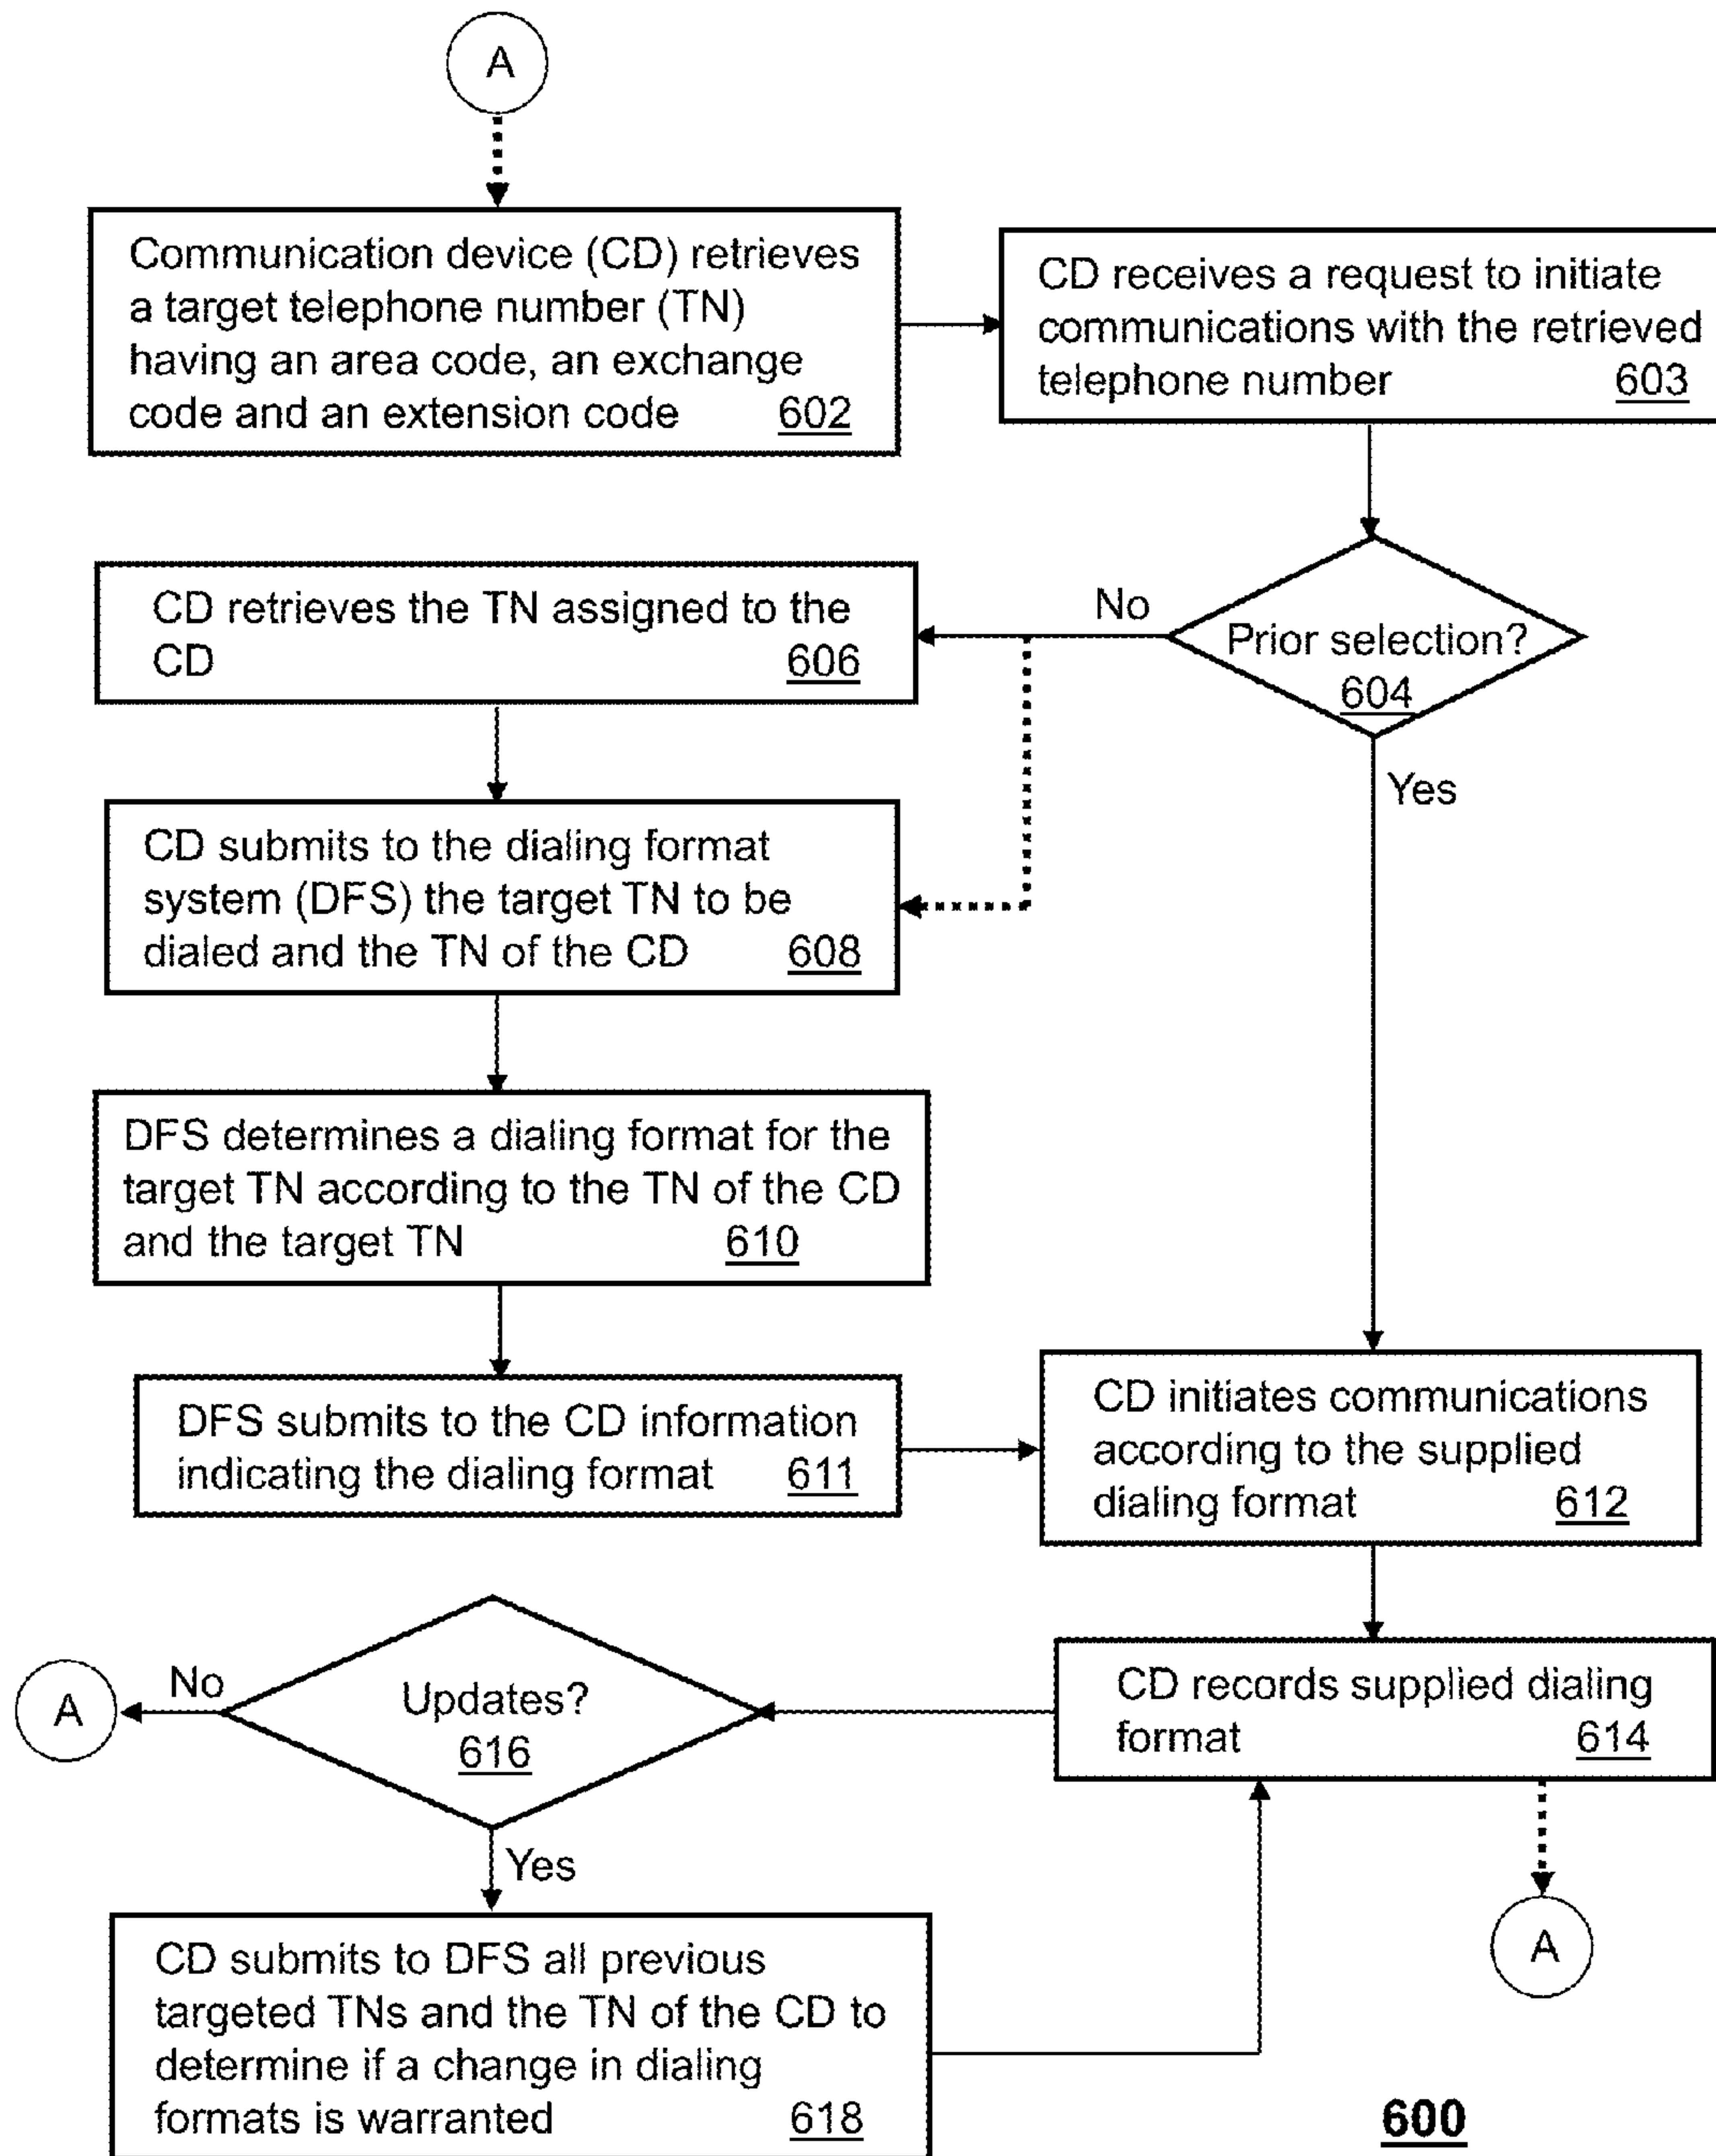 A
Communication device (CD) retrieves
a target telephone number (TN)
having an area code, an exchange
code and an extension code 602
CD receives a request to initiate
communications with the retrieved
telephone number 603
Prior selection?
604
No
Yes
CD retrieves the TN assigned to the
CD 606
CD submits to the dialing format
system (DFS) the target TN to be
dialed and the TN of the CD 608
DFS determines a dialing format for the
target TN according to the TN of the CD
and the target TN 610
DFS submits to the CD information
indicating the dialing format 611
CD initiates communications
according to the supplied
dialing format 612
CD records supplied dialing
format 614
Updates?
616
No
A
Yes
A
CD submits to DFS all previous
targeted TNs and the TN of the CD to
determine if a change in dialing
formats is warranted 618
600